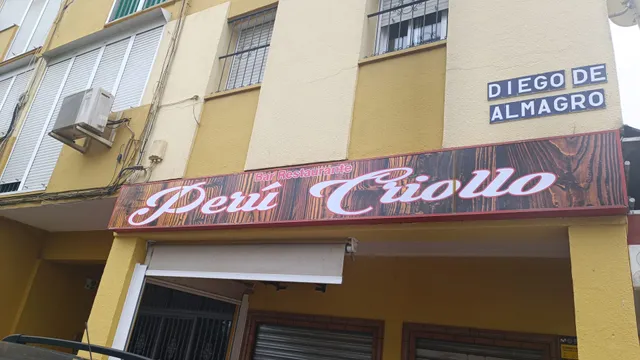 DIEGO DE
ALMAGRO
Bar Restaurante
Perú Criollo